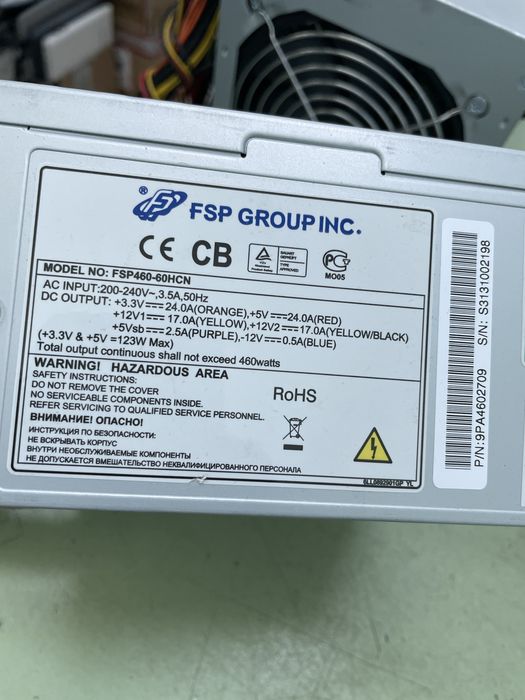 FSP GROUP INC.
CE CB
MO05
MODEL NO: FSP460-60HCN
AC INPUT:200-240V~,3.5A,50Hz
DC OUTPUT: +3.3V⎓24.0A(ORANGE),+5V⎓24.0A(RED)
+12V1⎓17.0A(YELLOW),+12V2⎓17.0A(YELLOW/BLACK)
+5Vsb⎓2.5A(PURPLE),-12V⎓0.5A(BLUE)
(+3.3V & +5V =123W Max)
Total output continuous shall not exceed 460watts
WARNING! HAZARDOUS AREA
SAFETY INSTRUCTIONS:
DO NOT REMOVE THE COVER
NO SERVICEABLE COMPONENTS INSIDE.
REFER SERVICING TO QUALIFIED SERVICE PERSONNEL.
RoHS
ВНИМАНИЕ! ОПАСНО!
ИНСТРУКЦИЯ ПО БЕЗОПАСНОСТИ:
НЕ ВСКРЫВАТЬ КОРПУС
ВНУТРИ НЕОБСЛУЖИВАЕМЫЕ КОМПОНЕНТЫ
НЕ ДОПУСКАЕТСЯ ВМЕШАТЕЛЬСТВО НЕКВАЛИФИЦИРОВАННОГО ПЕРСОНАЛА
P/N:9PA4602709
S/N: S3131002198